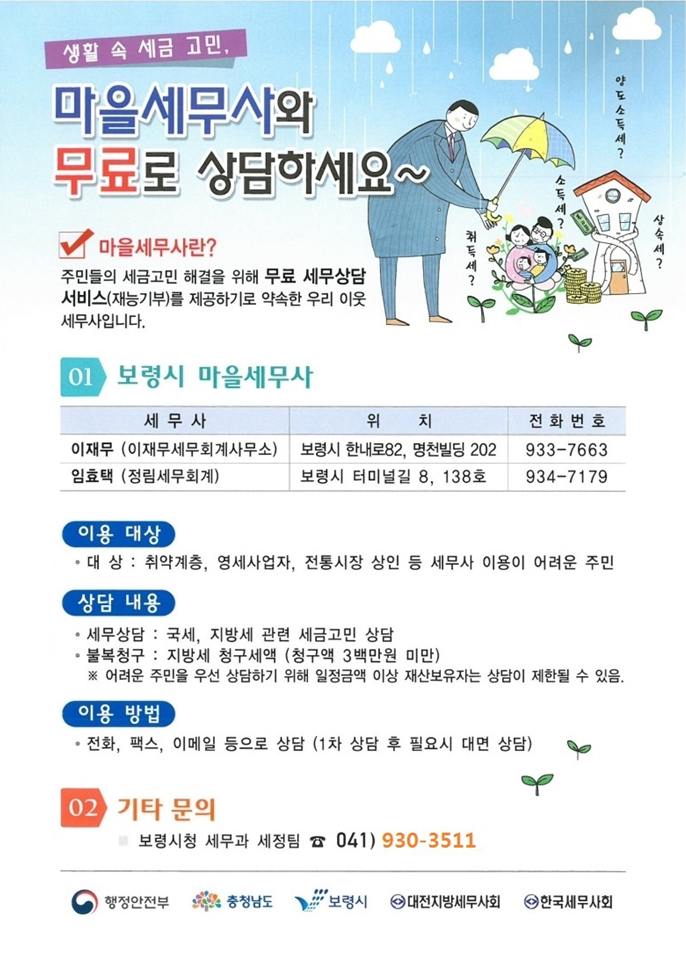 생활 속 세금 고민,
마을세무사와
무료로 상담하세요~
양도소득세?
소득세?
취득세?
상속세?
마을세무사란?
주민들의 세금고민 해결을 위해 무료 세무상담
서비스(재능기부)를 제공하기로 약속한 우리 이웃
세무사입니다.
01 보령시 마을세무사
세무사 위 치 전화번호
이재무 (이재무세무회계사무소) 보령시 한내로82, 명천빌딩 202 933-7663
임효택 (정림세무회계) 보령시 터미널길 8, 138호 934-7179
이용 대상
◦ 대 상 : 취약계층, 영세사업자, 전통시장 상인 등 세무사 이용이 어려운 주민
상담 내용
◦ 세무상담 : 국세, 지방세 관련 세금고민 상담
◦ 불복청구 : 지방세 청구세액 (청구액 3백만원 미만)
※ 어려운 주민을 우선 상담하기 위해 일정금액 이상 재산보유자는 상담이 제한될 수 있음.
이용 방법
◦ 전화, 팩스, 이메일 등으로 상담 (1차 상담 후 필요시 대면 상담)
02 기타 문의
보령시청 세무과 세정팀 ☎ 041) 930-3511
행정안전부 충청남도 보령시 대전지방세무사회 한국세무사회